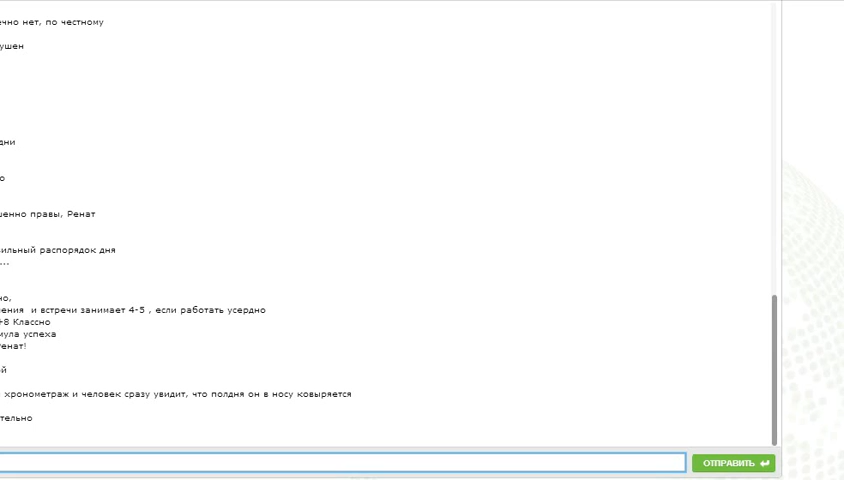 ечно нет, по честному
ушен
дни
о
шенно правы, Ренат
зильный распорядок дня
...
но,
ения и встречи занимает 4-5 , если работать усердно
+8 Классно
мула успеха
енат!
й
хронометраж и человек сразу увидит, что полдня он в носу ковыряется
тельно
ОТПРАВИТЬ